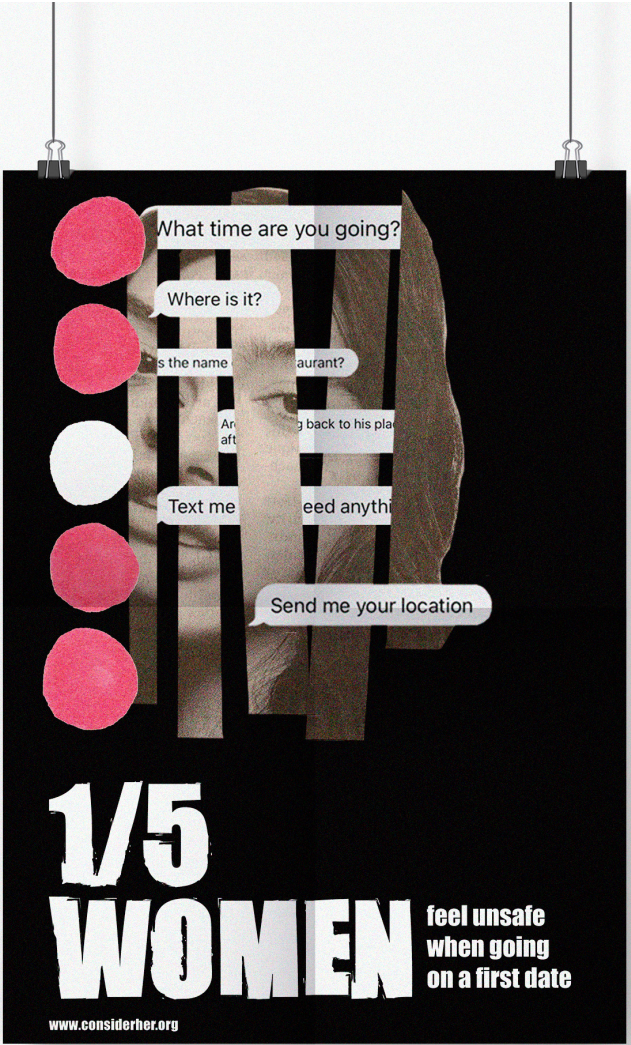 What time are you going?
Where is it?
s the name aurant?
Ar g back to his pla
aft
Text me eed anythi
Send me your location
1/5
WOMEN
feel unsafe
when going
on a first date
www.considerher.org